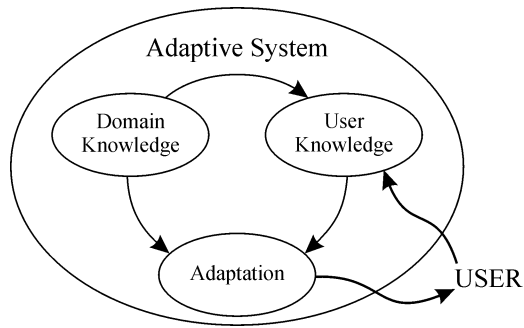 Adaptive System
Domain
Knowledge
User
Knowledge
Adaptation
USER